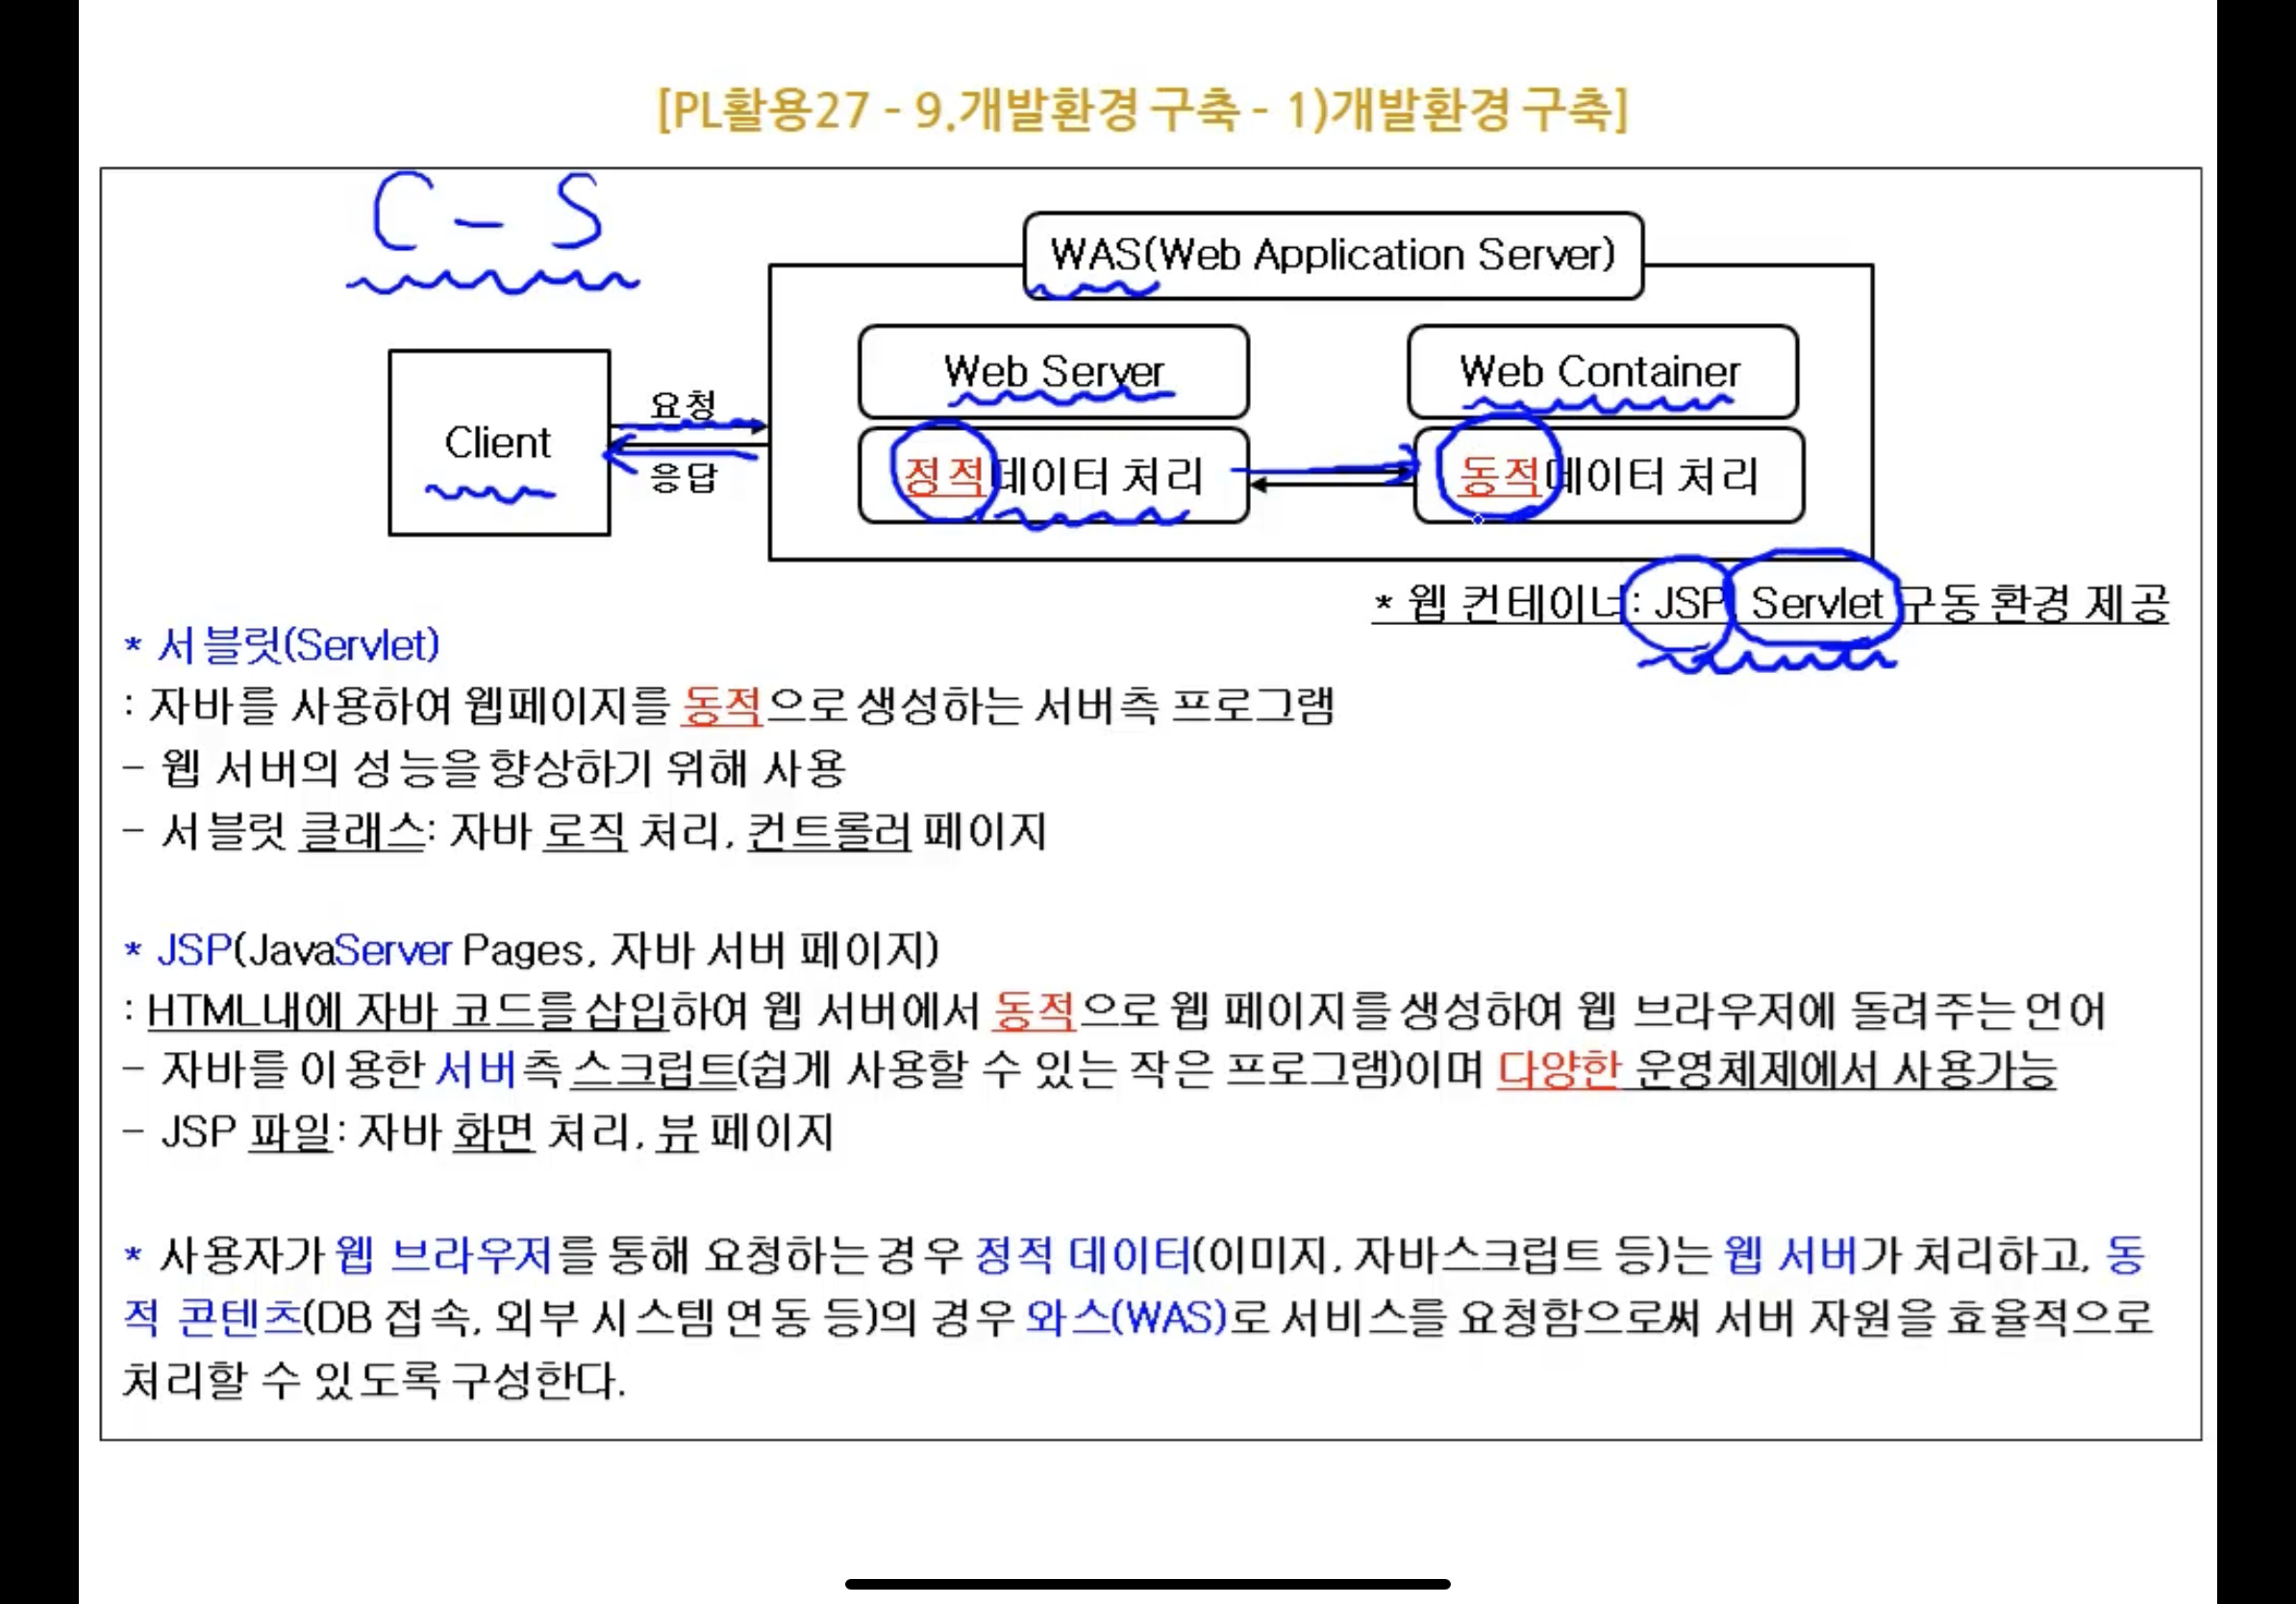 [PL활용27 - 9.개발환경 구축 - 1)개발환경 구축]
C - S
WAS(Web Application Server)
Web Server
Web Container
Client
요청
응답
정적데이터 처리
동적데이터 처리
* 웹 컨테이너: JSP, Servlet 구동 환경 제공
* 서블릿(Servlet)
: 자바를 사용하여 웹페이지를 동적으로 생성하는 서버측 프로그램
- 웹 서버의 성능을 향상하기 위해 사용
- 서블릿 클래스: 자바 로직 처리, 컨트롤러 페이지
* JSP(JavaServer Pages, 자바 서버 페이지)
: HTML내에 자바 코드를 삽입하여 웹 서버에서 동적으로 웹 페이지를 생성하여 웹 브라우저에 돌려주는 언어
- 자바를 이용한 서버측 스크립트(쉽게 사용할 수 있는 작은 프로그램)이며 다양한 운영체제에서 사용가능
- JSP 파일: 자바 화면 처리, 뷰 페이지
* 사용자가 웹 브라우저를 통해 요청하는 경우 정적 데이터(이미지, 자바스크립트 등)는 웹 서버가 처리하고, 동
적 콘텐츠(DB 접속, 외부 시스템 연동 등)의 경우 와스(WAS)로 서비스를 요청함으로써 서버 자원을 효율적으로
처리할 수 있도록 구성한다.